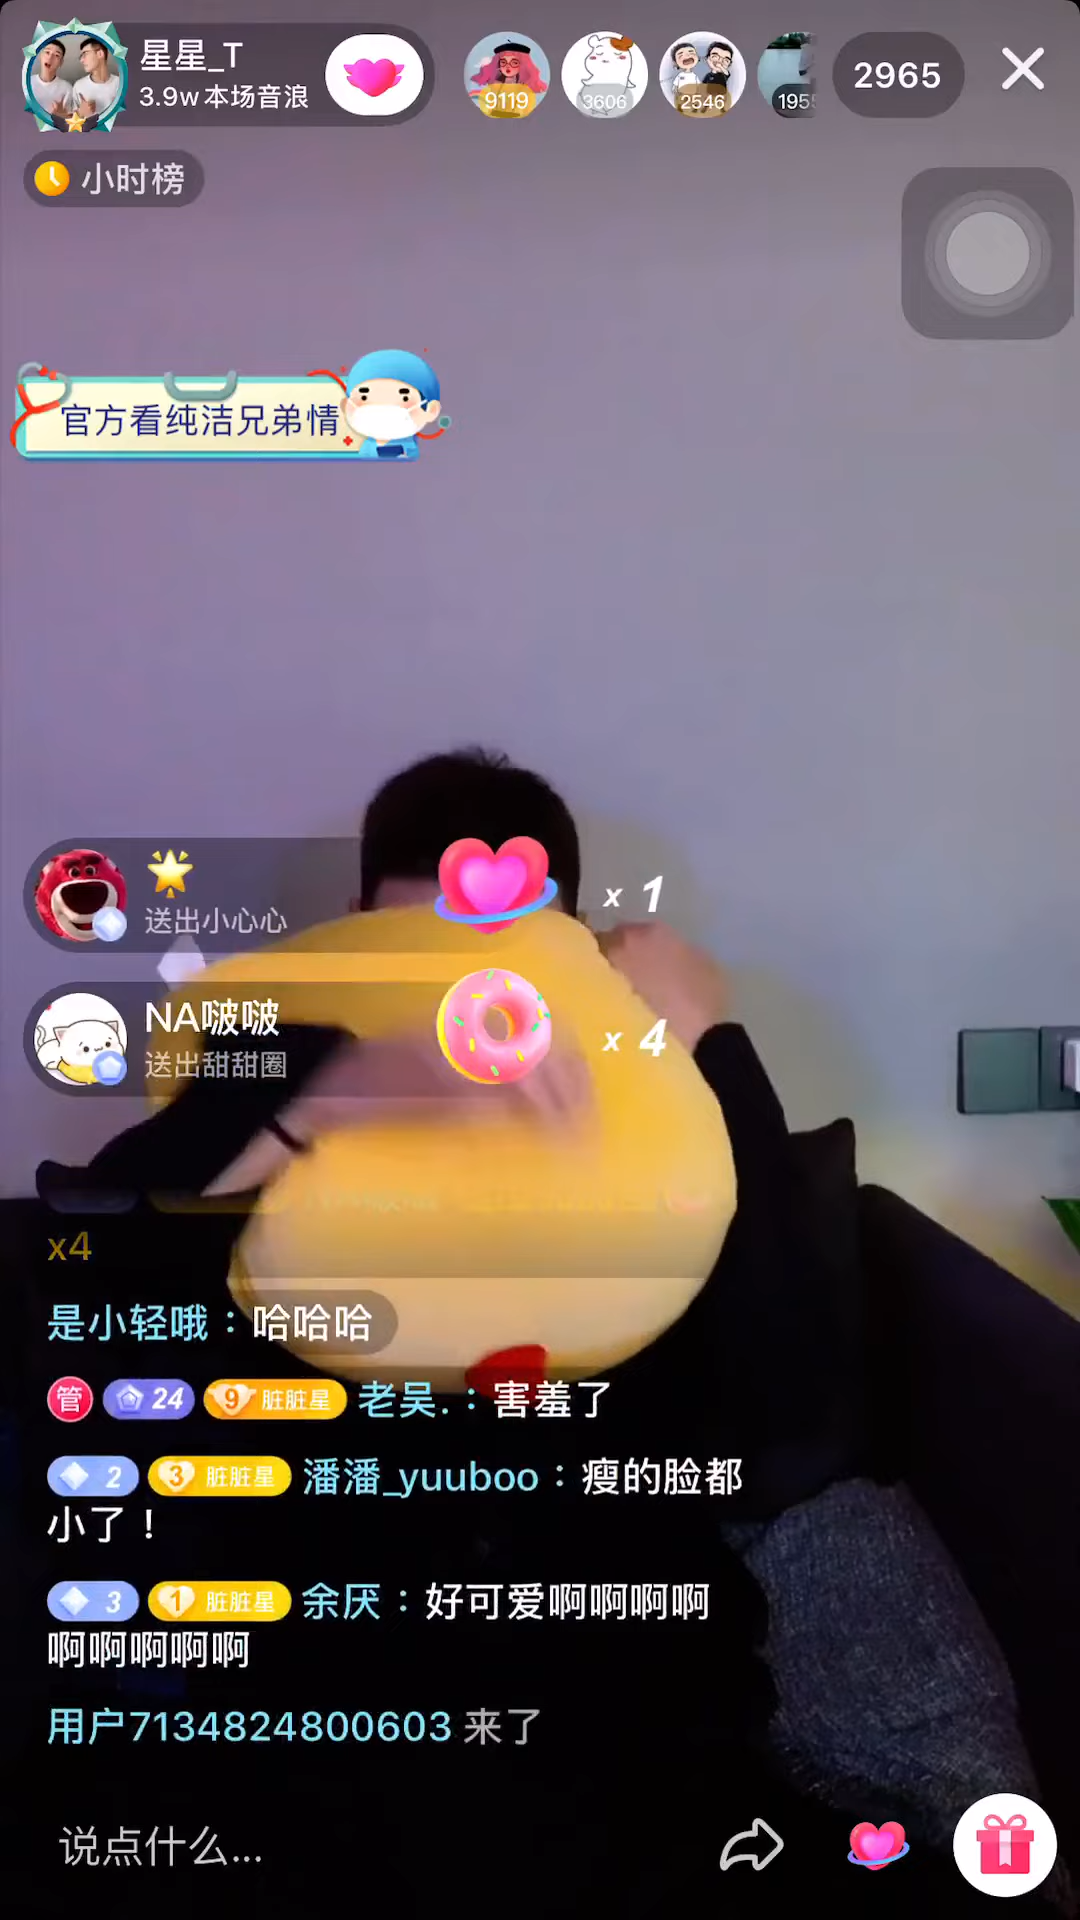 星星_T
3.9w本场音浪
9119
3606
2546
2965
小时榜
官方看纯洁兄弟情
送出小心心
x 1
NA啵啵
送出甜甜圈
x 4
x4
是小轻哦：哈哈哈
管 24 9 脏脏星 老吴.：害羞了
2 3 脏脏星 潘潘_yuuboo：瘦的脸都
小了！
3 1 脏脏星 余厌：好可爱啊啊啊啊
啊啊啊啊啊
用户7134824800603 来了
说点什么...